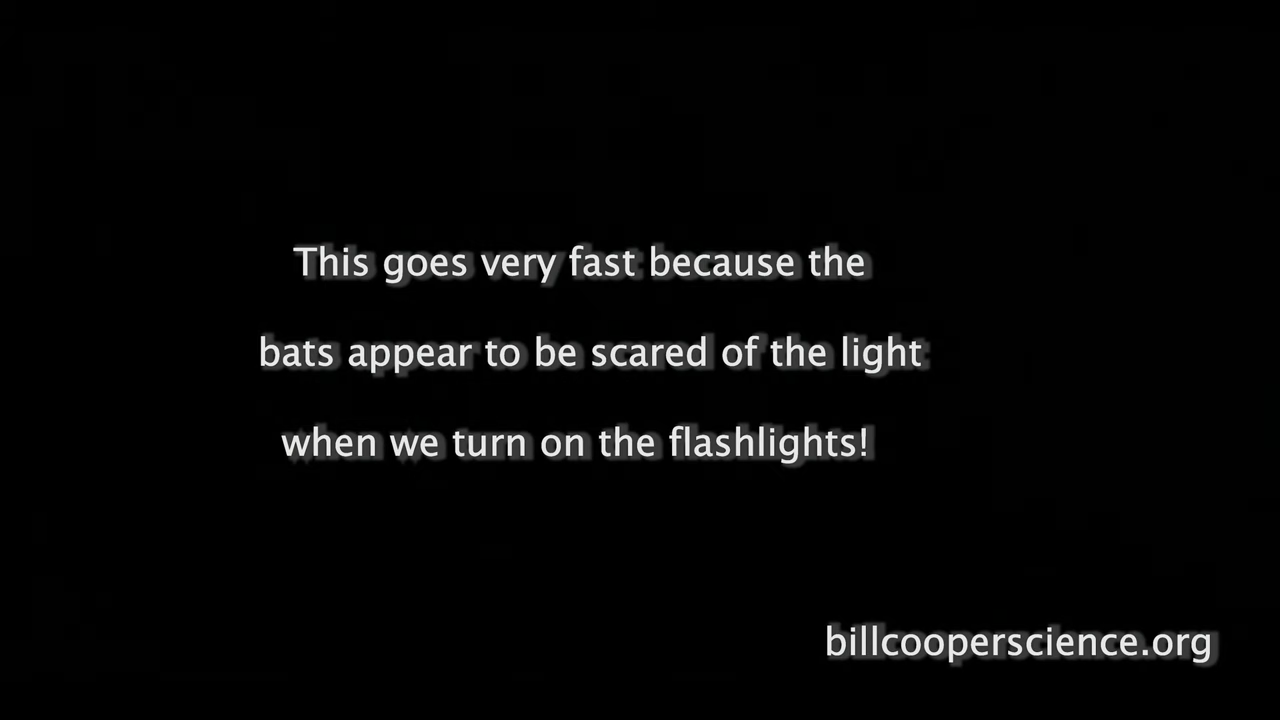 This goes very fast because the
bats appear to be scared of the light
when we turn on the flashlights!
billcooperscience.org